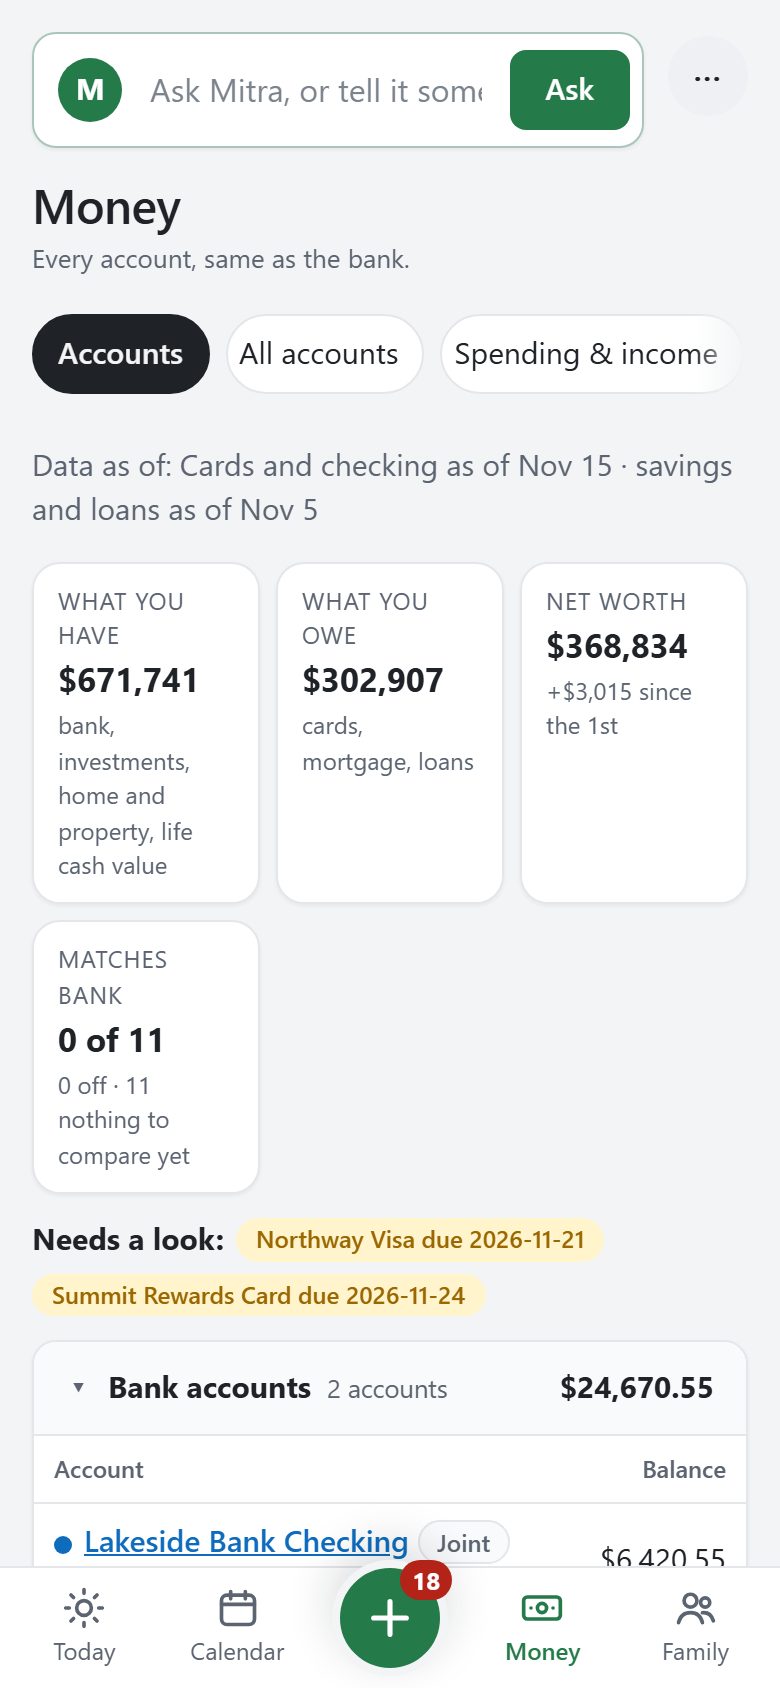 M
Ask Mitra, or tell it some
Ask
...
Money
Every account, same as the bank.
Accounts
All accounts
Spending & income
Data as of: Cards and checking as of Nov 15 · savings
and loans as of Nov 5
WHAT YOU
HAVE
$671,741
bank,
investments,
home and
property, life
cash value
WHAT YOU
OWE
$302,907
cards,
mortgage, loans
NET WORTH
$368,834
+$3,015 since
the 1st
MATCHES
BANK
0 of 11
0 off · 11
nothing to
compare yet
Needs a look: Northway Visa due 2026-11-21
Summit Rewards Card due 2026-11-24
▼ Bank accounts 2 accounts $24,670.55
Account Balance
Lakeside Bank Checking Joint $6,420.55
18
Today
Calendar
Money
Family